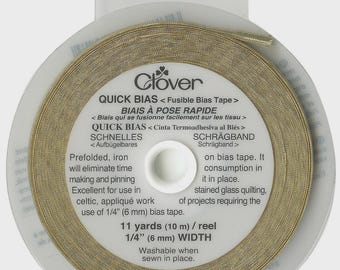 Clover
QUICK BIAS <Fusible Bias Tape>
BIAIS À POSE RAPIDE
<Biais qui se fusionne facilement sur les tissu>
QUICK BIAS <Cinta Termoadhesiva al Biés>
SCHNELLES SCHRÄGBAND
<Aufbügelbares Schrägband>
Prefolded, iron on bias tape. It
will eliminate time consumption in
making and pinning it in place.
Excellent for use in stained glass quilting,
celtic, appliqué work of projects requiring the
use of 1/4" (6 mm) bias tape.
11 yards (10 m) / reel
1/4" (6 mm) WIDTH
Washable when
sewn in place.